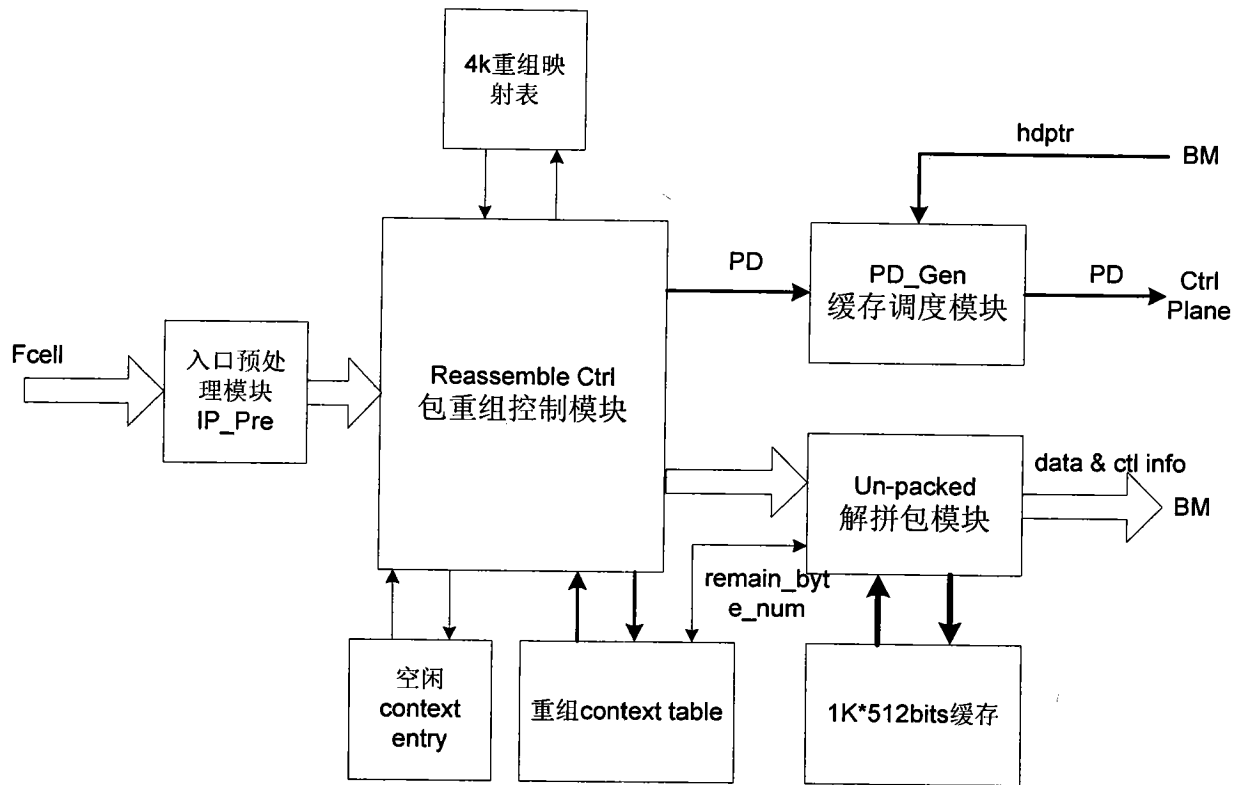 4k重组映
射表
hdptr
BM
PD
PD_Gen
缓存调度模块
PD
Ctrl
Plane
Fcell
入口预处
理模块
IP_Pre
Reassemble Ctrl
包重组控制模块
Un-packed
解拼包模块
data & ctl info
BM
remain_byt
e_num
空闲
context
entry
重组context table
1K*512bits缓存